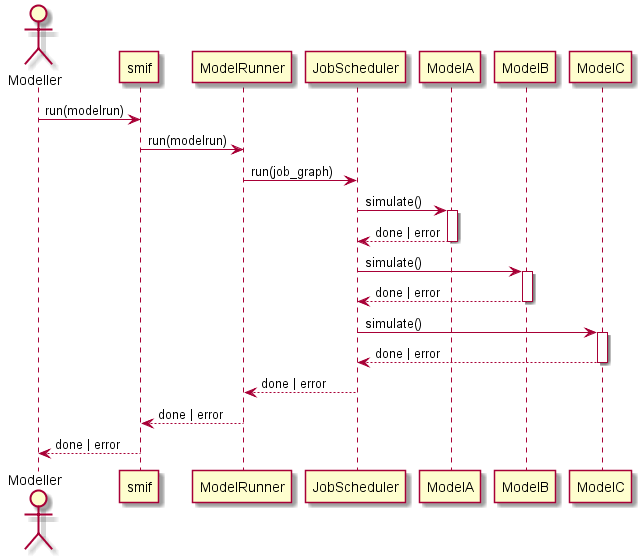 Modeller
smif
ModelRunner
JobScheduler
ModelA
ModelB
ModelC
run(modelrun)
run(modelrun)
run(job_graph)
simulate()
done | error
simulate()
done | error
simulate()
done | error
done | error
done | error
done | error
Modeller
smif
ModelRunner
JobScheduler
ModelA
ModelB
ModelC